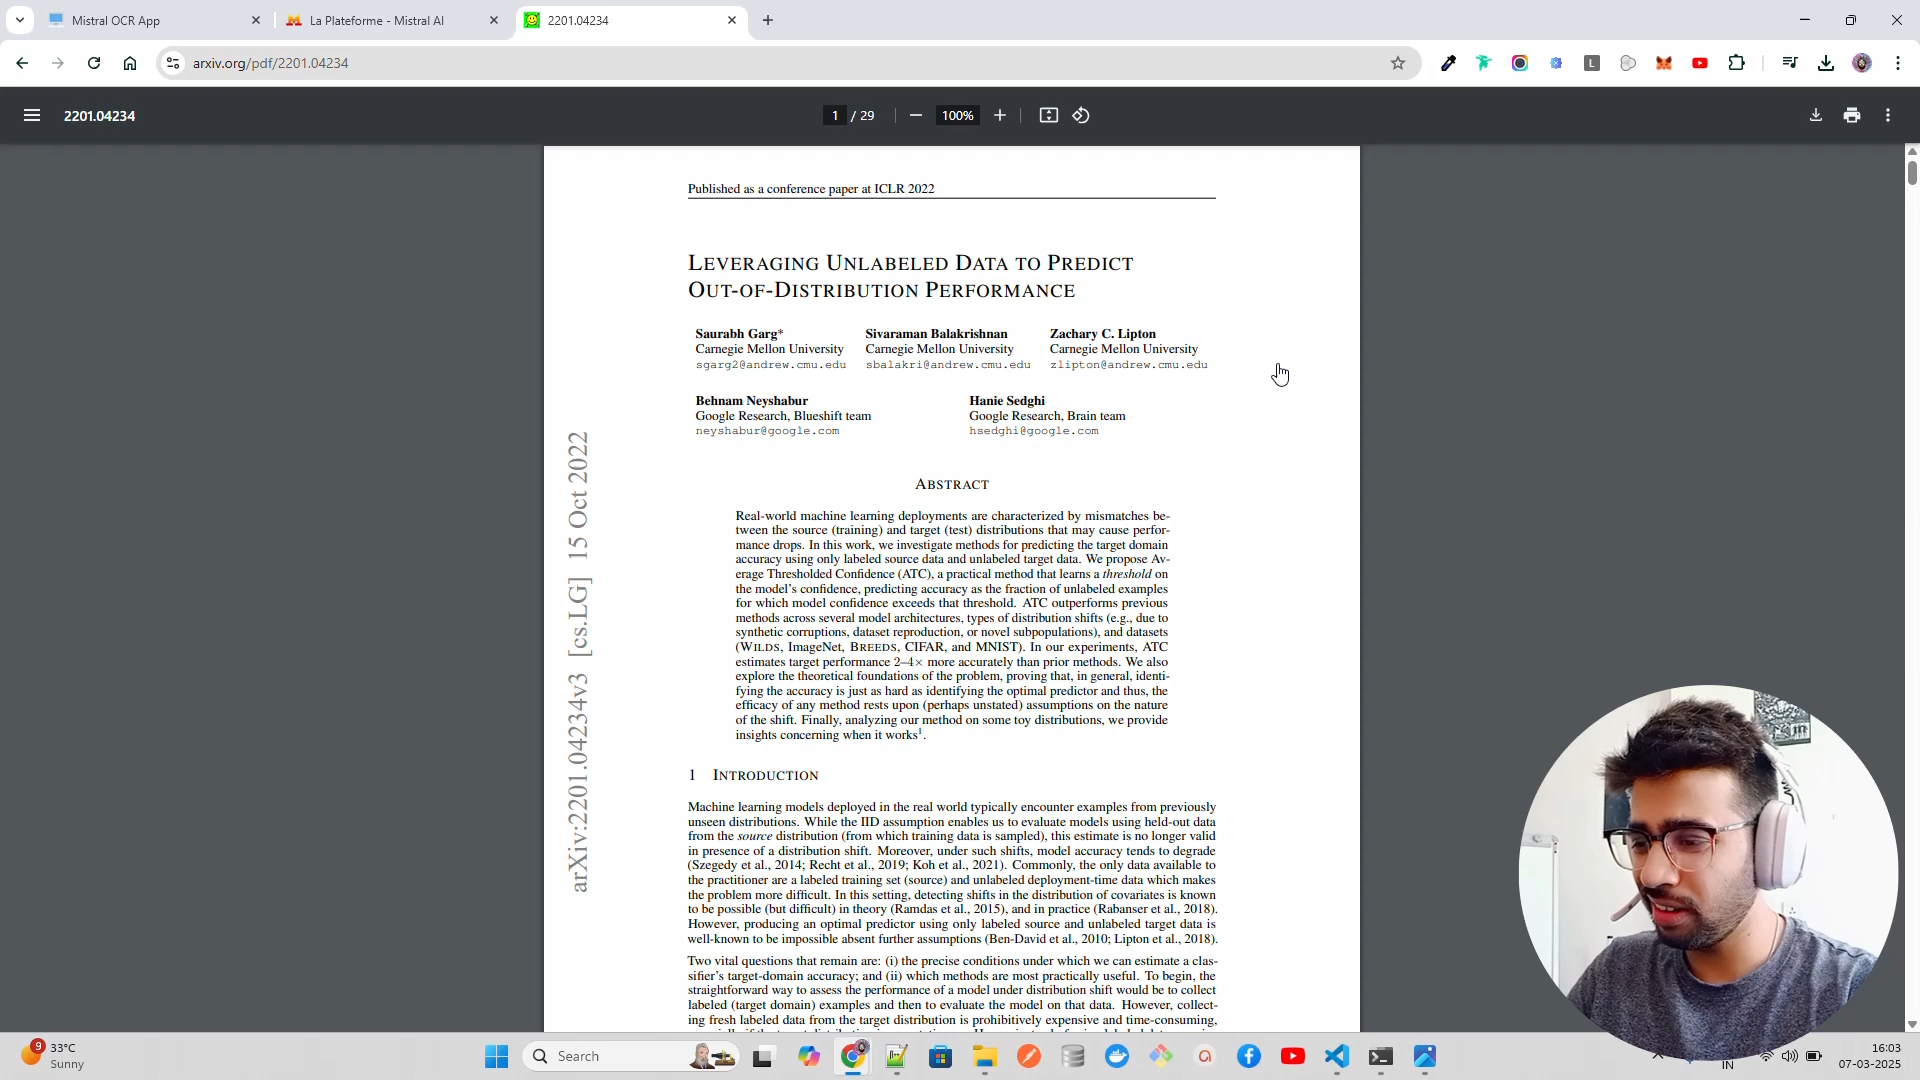 Mistral OCR App
La Plateforme - Mistral AI
2201.04234
arxiv.org/pdf/2201.04234
2201.04234
1 / 29
100%
Published as a conference paper at ICLR 2022
LEVERAGING UNLABELED DATA TO PREDICT
OUT-OF-DISTRIBUTION PERFORMANCE
Saurabh Garg* Sivaraman Balakrishnan Zachary C. Lipton
Carnegie Mellon University Carnegie Mellon University Carnegie Mellon University
sgarg2@andrew.cmu.edu sbalakri@andrew.cmu.edu zlipton@andrew.cmu.edu
Behnam Neyshabur Hanie Sedghi
Google Research, Blueshift team Google Research, Brain team
neyshabur@google.com hsedghi@google.com
arXiv:2201.04234v3 [cs.LG] 15 Oct 2022
ABSTRACT
Real-world machine learning deployments are characterized by mismatches be-
tween the source (training) and target (test) distributions that may cause perfor-
mance drops. In this work, we investigate methods for predicting the target domain
accuracy using only labeled source data and unlabeled target data. We propose Av-
erage Thresholded Confidence (ATC), a practical method that learns a threshold on
the model's confidence, predicting accuracy as the fraction of unlabeled examples
for which model confidence exceeds that threshold. ATC outperforms previous
methods across several model architectures, types of distribution shifts (e.g., due to
synthetic corruptions, dataset reproduction, or novel subpopulations), and datasets
(WILDS, ImageNet, BREEDS, CIFAR, and MNIST). In our experiments, ATC
estimates target performance 2–4× more accurately than prior methods. We also
explore the theoretical foundations of the problem, proving that, in general, identi-
fying the accuracy is just as hard as identifying the optimal predictor and thus, the
efficacy of any method rests upon (perhaps unstated) assumptions on the nature
of the shift. Finally, analyzing our method on some toy distributions, we provide
insights concerning when it works¹.
1 INTRODUCTION
Machine learning models deployed in the real world typically encounter examples from previously
unseen distributions. While the IID assumption enables us to evaluate models using held-out data
from the source distribution (from which training data is sampled), this estimate is no longer valid
in presence of a distribution shift. Moreover, under such shifts, model accuracy tends to degrade
(Szegedy et al., 2014; Recht et al., 2019; Koh et al., 2021). Commonly, the only data available to
the practitioner are a labeled training set (source) and unlabeled deployment-time data which makes
the problem more difficult. In this setting, detecting shifts in the distribution of covariates is known
to be possible (but difficult) in theory (Ramdas et al., 2015), and in practice (Rabanser et al., 2018).
However, producing an optimal predictor using only labeled source and unlabeled target data is
well-known to be impossible absent further assumptions (Ben-David et al., 2010; Lipton et al., 2018).
Two vital questions that remain are: (i) the precise conditions under which we can estimate a clas-
sifier's target-domain accuracy; and (ii) which methods are most practically useful. To begin, the
straightforward way to assess the performance of a model under distribution shift would be to collect
labeled (target domain) examples and then to evaluate the model on that data. However, collect-
ing fresh labeled data from the target distribution is prohibitively expensive and time-consuming,
9
33°C
Sunny
Search
IN
16:03
07-03-2025